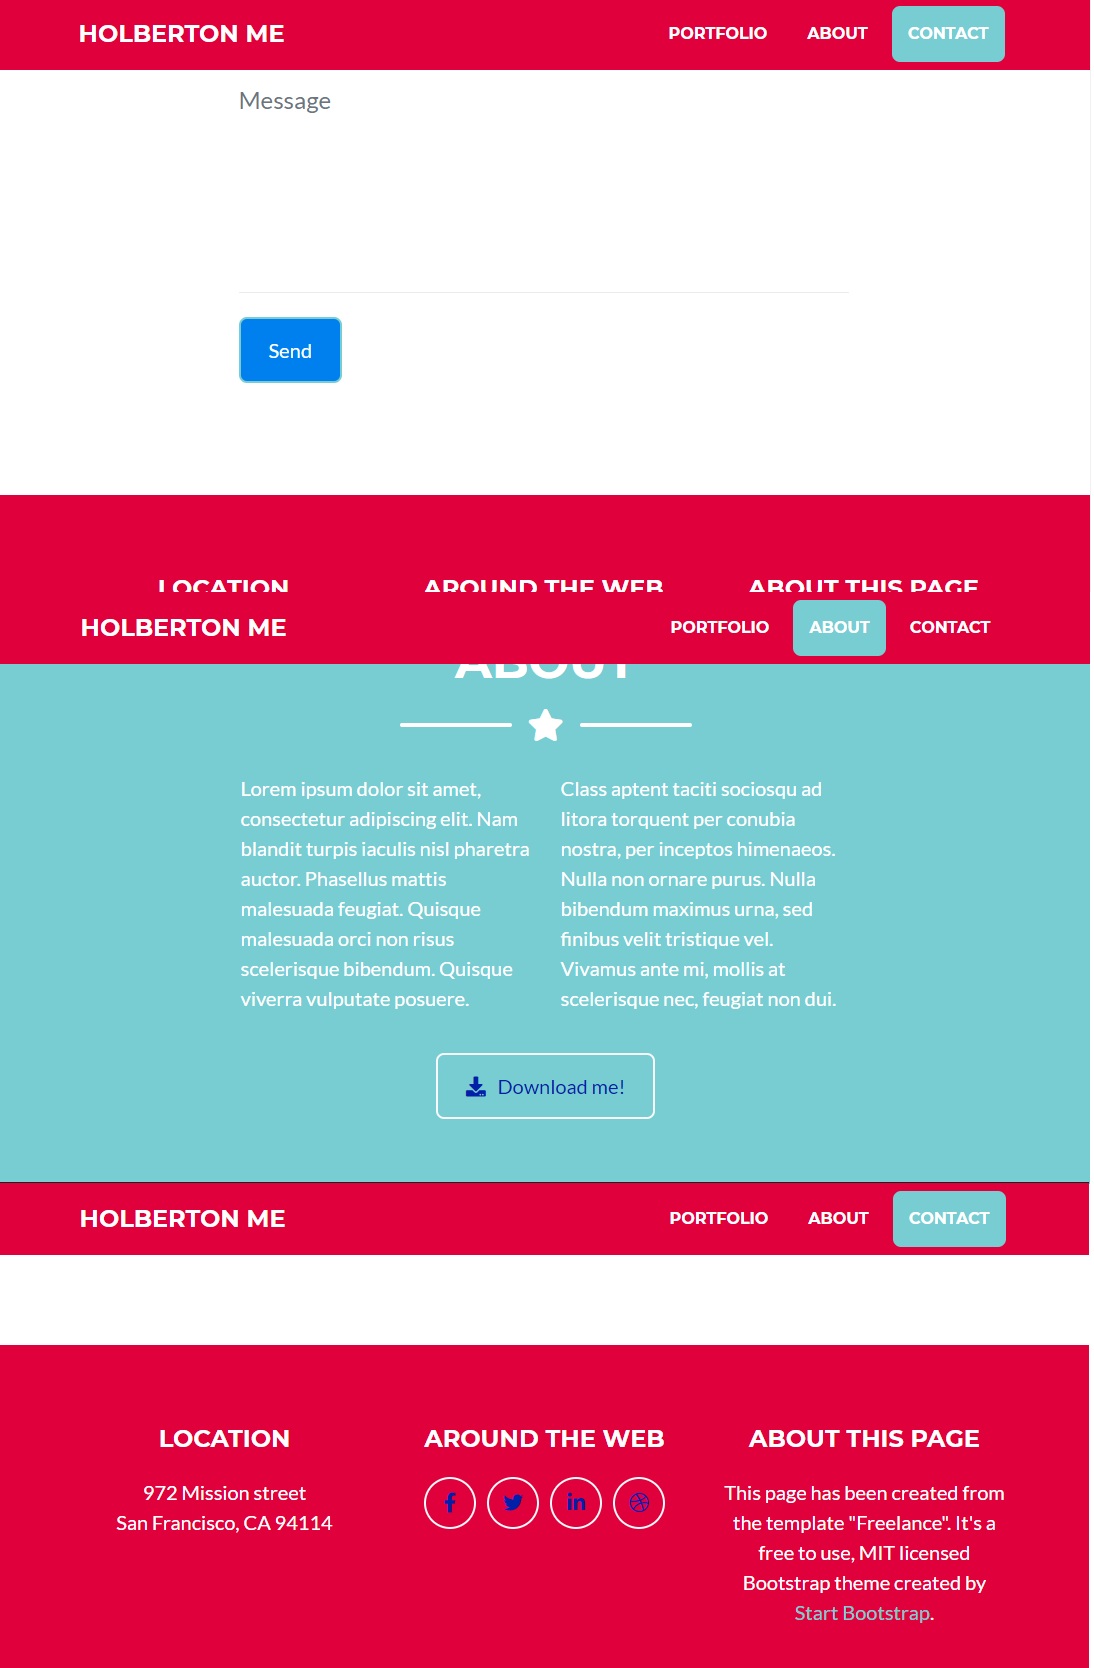 HOLBERTON ME PORTFOLIO ABOUT CONTACT
Message
Send
LOCATION AROUND THE WEB ABOUT THIS PAGE
HOLBERTON ME PORTFOLIO ABOUT CONTACT
ABOUT
Lorem ipsum dolor sit amet,
consectetur adipiscing elit. Nam
blandit turpis iaculis nisl pharetra
auctor. Phasellus mattis
malesuada feugiat. Quisque
malesuada orci non risus
scelerisque bibendum. Quisque
viverra vulputate posuere.
Class aptent taciti sociosqu ad
litora torquent per conubia
nostra, per inceptos himenaeos.
Nulla non ornare purus. Nulla
bibendum maximus urna, sed
finibus velit tristique vel.
Vivamus ante mi, mollis at
scelerisque nec, feugiat non dui.
Download me!
HOLBERTON ME PORTFOLIO ABOUT CONTACT
LOCATION
972 Mission street
San Francisco, CA 94114
AROUND THE WEB
ABOUT THIS PAGE
This page has been created from
the template "Freelance". It's a
free to use, MIT licensed
Bootstrap theme created by
Start Bootstrap.